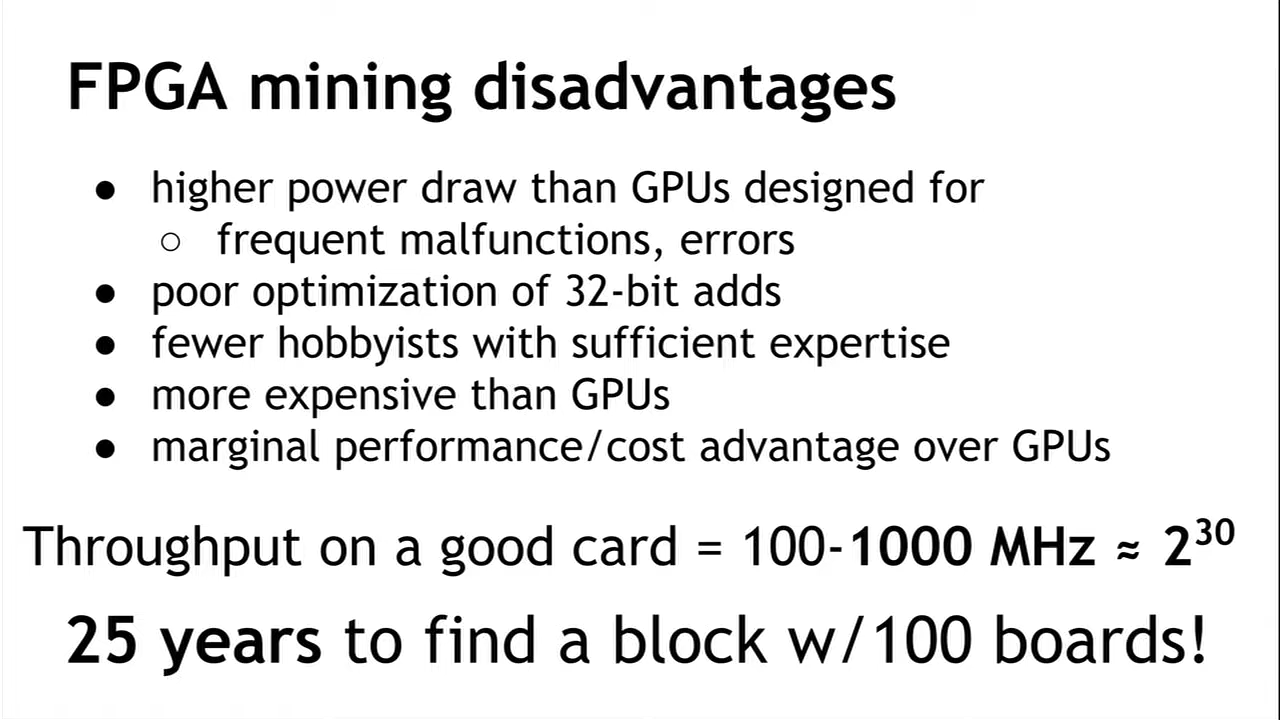 FPGA mining disadvantages
● higher power draw than GPUs designed for
○ frequent malfunctions, errors
● poor optimization of 32-bit adds
● fewer hobbyists with sufficient expertise
● more expensive than GPUs
● marginal performance/cost advantage over GPUs
Throughput on a good card = 100-1000 MHz ≈ 2³⁰
25 years to find a block w/100 boards!